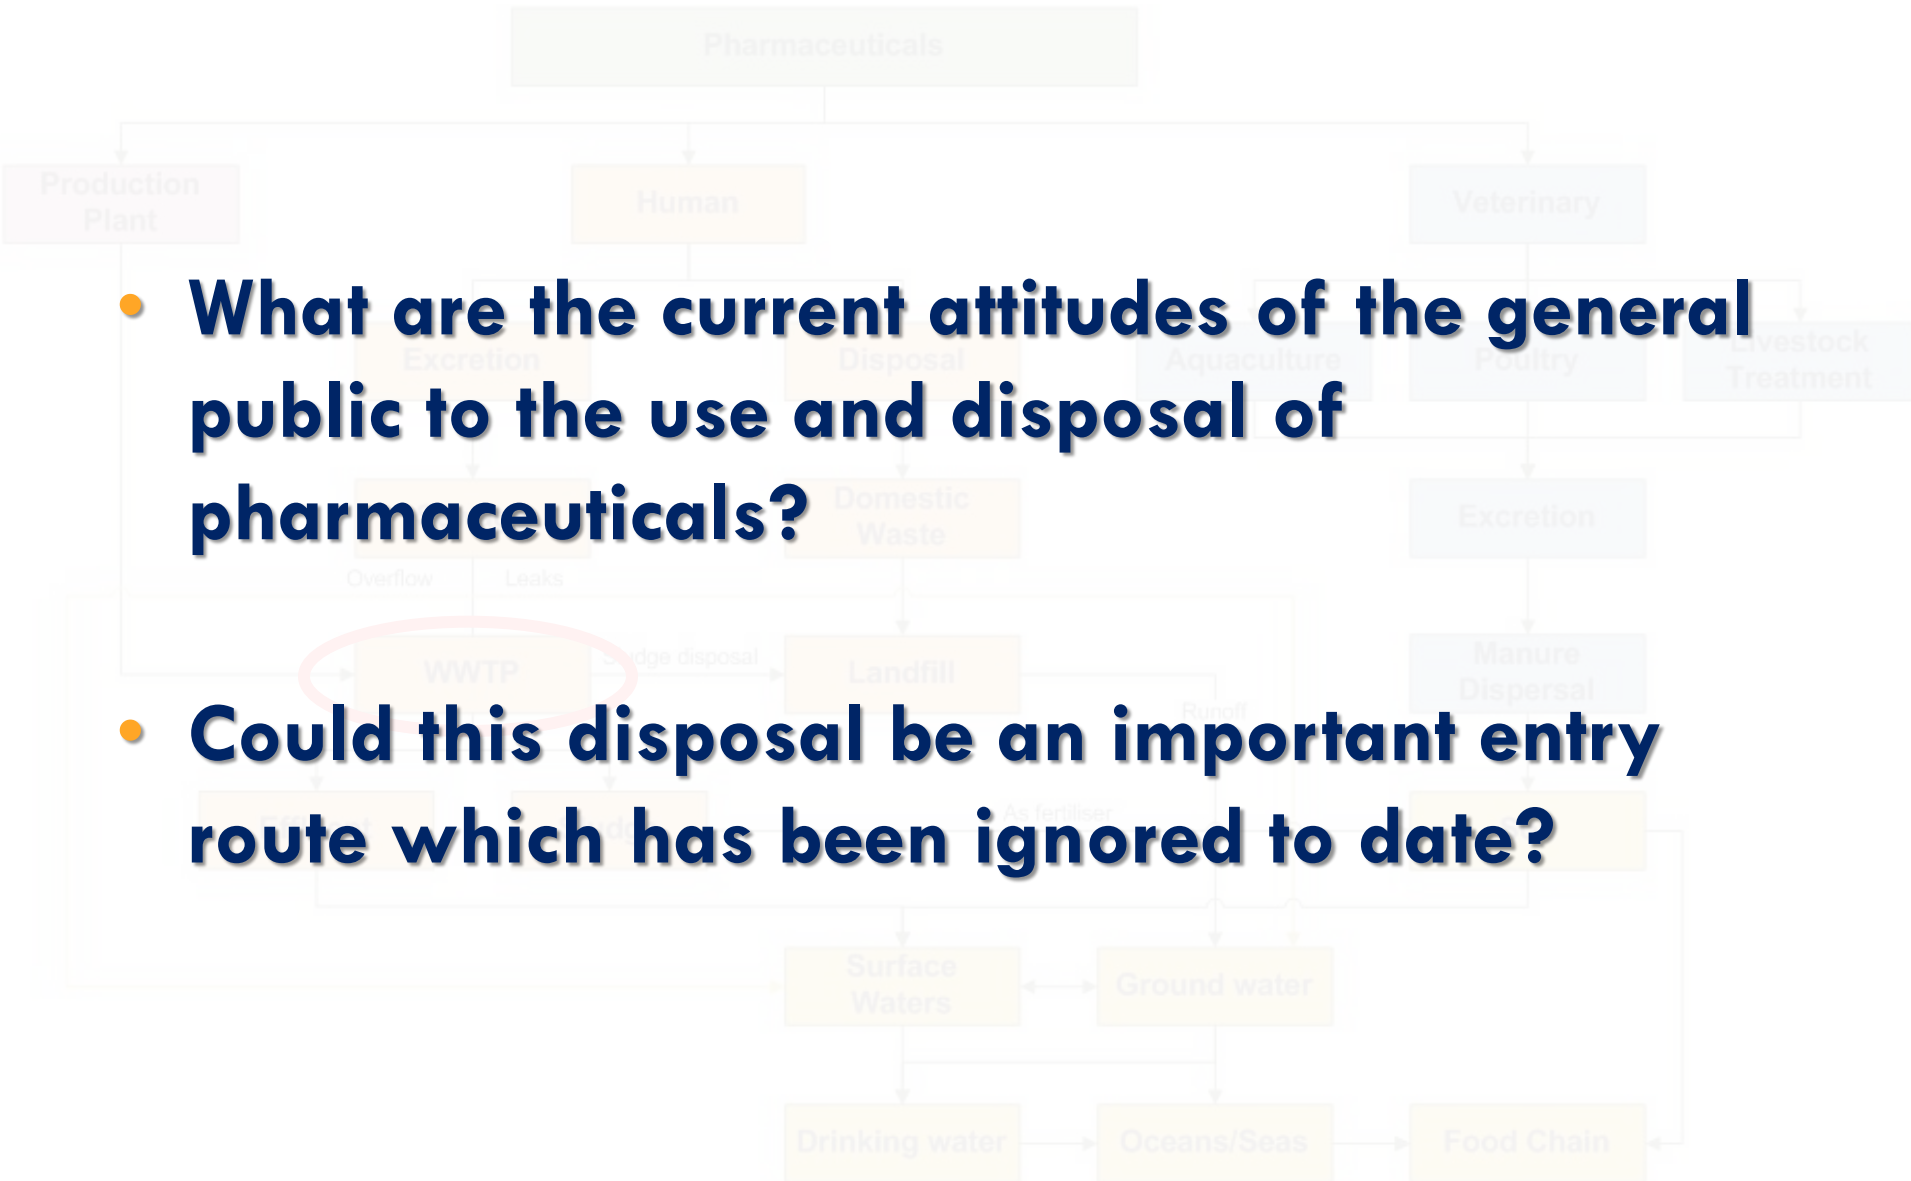 Pharmaceuticals
Production
Plant
Human
Veterinary
• What are the current attitudes of the general
public to the use and disposal of
pharmaceuticals?
Excretion
Disposal
Aquaculture
Poultry
Livestock
Treatment
Domestic
Waste
Excretion
Overflow
Leaks
WWTP
Sludge disposal
Landfill
Manure
Dispersal
Runoff
• Could this disposal be an important entry
route which has been ignored to date?
Effluent
As fertiliser
Surface
Waters
Ground water
Drinking water
Oceans/Seas
Food Chain